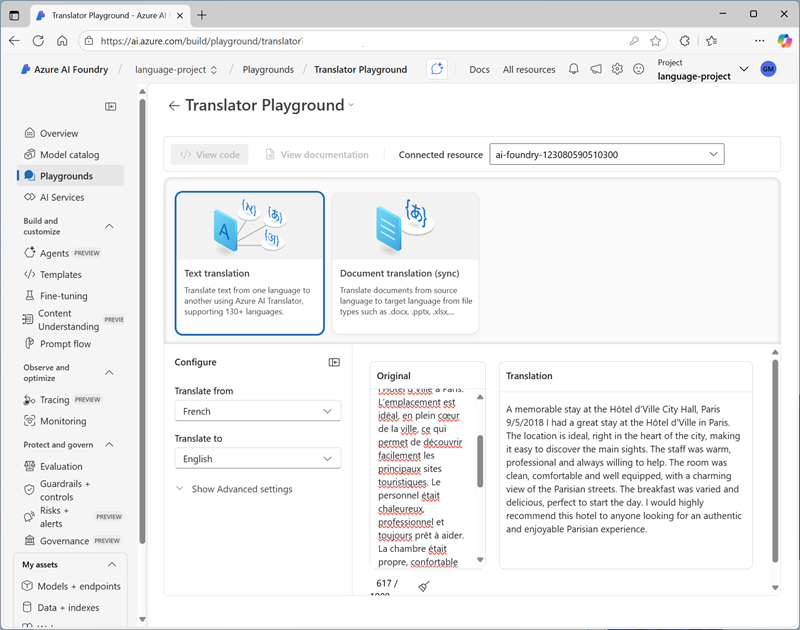 Translator Playground - Azure AI
https://ai.azure.com/build/playground/translator
Azure AI Foundry / language-project / Playgrounds / Translator Playground
Docs All resources
Project
language-project
GM
Overview
Model catalog
Playgrounds
AI Services
Build and
customize
Agents PREVIEW
Templates
Fine-tuning
Content
Understanding PREVIE
Prompt flow
Observe and
optimize
Tracing PREVIEW
Monitoring
Protect and govern
Evaluation
Guardrails +
controls
Risks +
alerts PREVIEW
Governance PREVIEW
My assets
Models + endpoints
Data + indexes
Translator Playground
</> View code
View documentation
Connected resource
ai-foundry-123080590510300
A
{あ}
Text translation
Translate text from one language to
another using Azure AI Translator,
supporting 130+ languages.
{あ}
Document translation (sync)
Translate documents from source
language to target language from file
types such as .docx, .pptx, .xlsx,...
Configure
Translate from
French
Translate to
English
Show Advanced settings
Original
l'Hôtel d'Ville à Paris.
L'emplacement est
idéal, en plein cœur
de la ville, ce qui
permet de découvrir
facilement les
principaux sites
touristiques. Le
personnel était
chaleureux,
professionnel et
toujours prêt à aider.
La chambre était
propre, confortable
617 /
1000
Translation
A memorable stay at the Hôtel d'Ville City Hall, Paris
9/5/2018 I had a great stay at the Hôtel d'Ville in Paris.
The location is ideal, right in the heart of the city, making
it easy to discover the main sights. The staff was warm,
professional and always willing to help. The room was
clean, comfortable and well equipped, with a charming
view of the Parisian streets. The breakfast was varied and
delicious, perfect to start the day. I would highly
recommend this hotel to anyone looking for an authentic
and enjoyable Parisian experience.